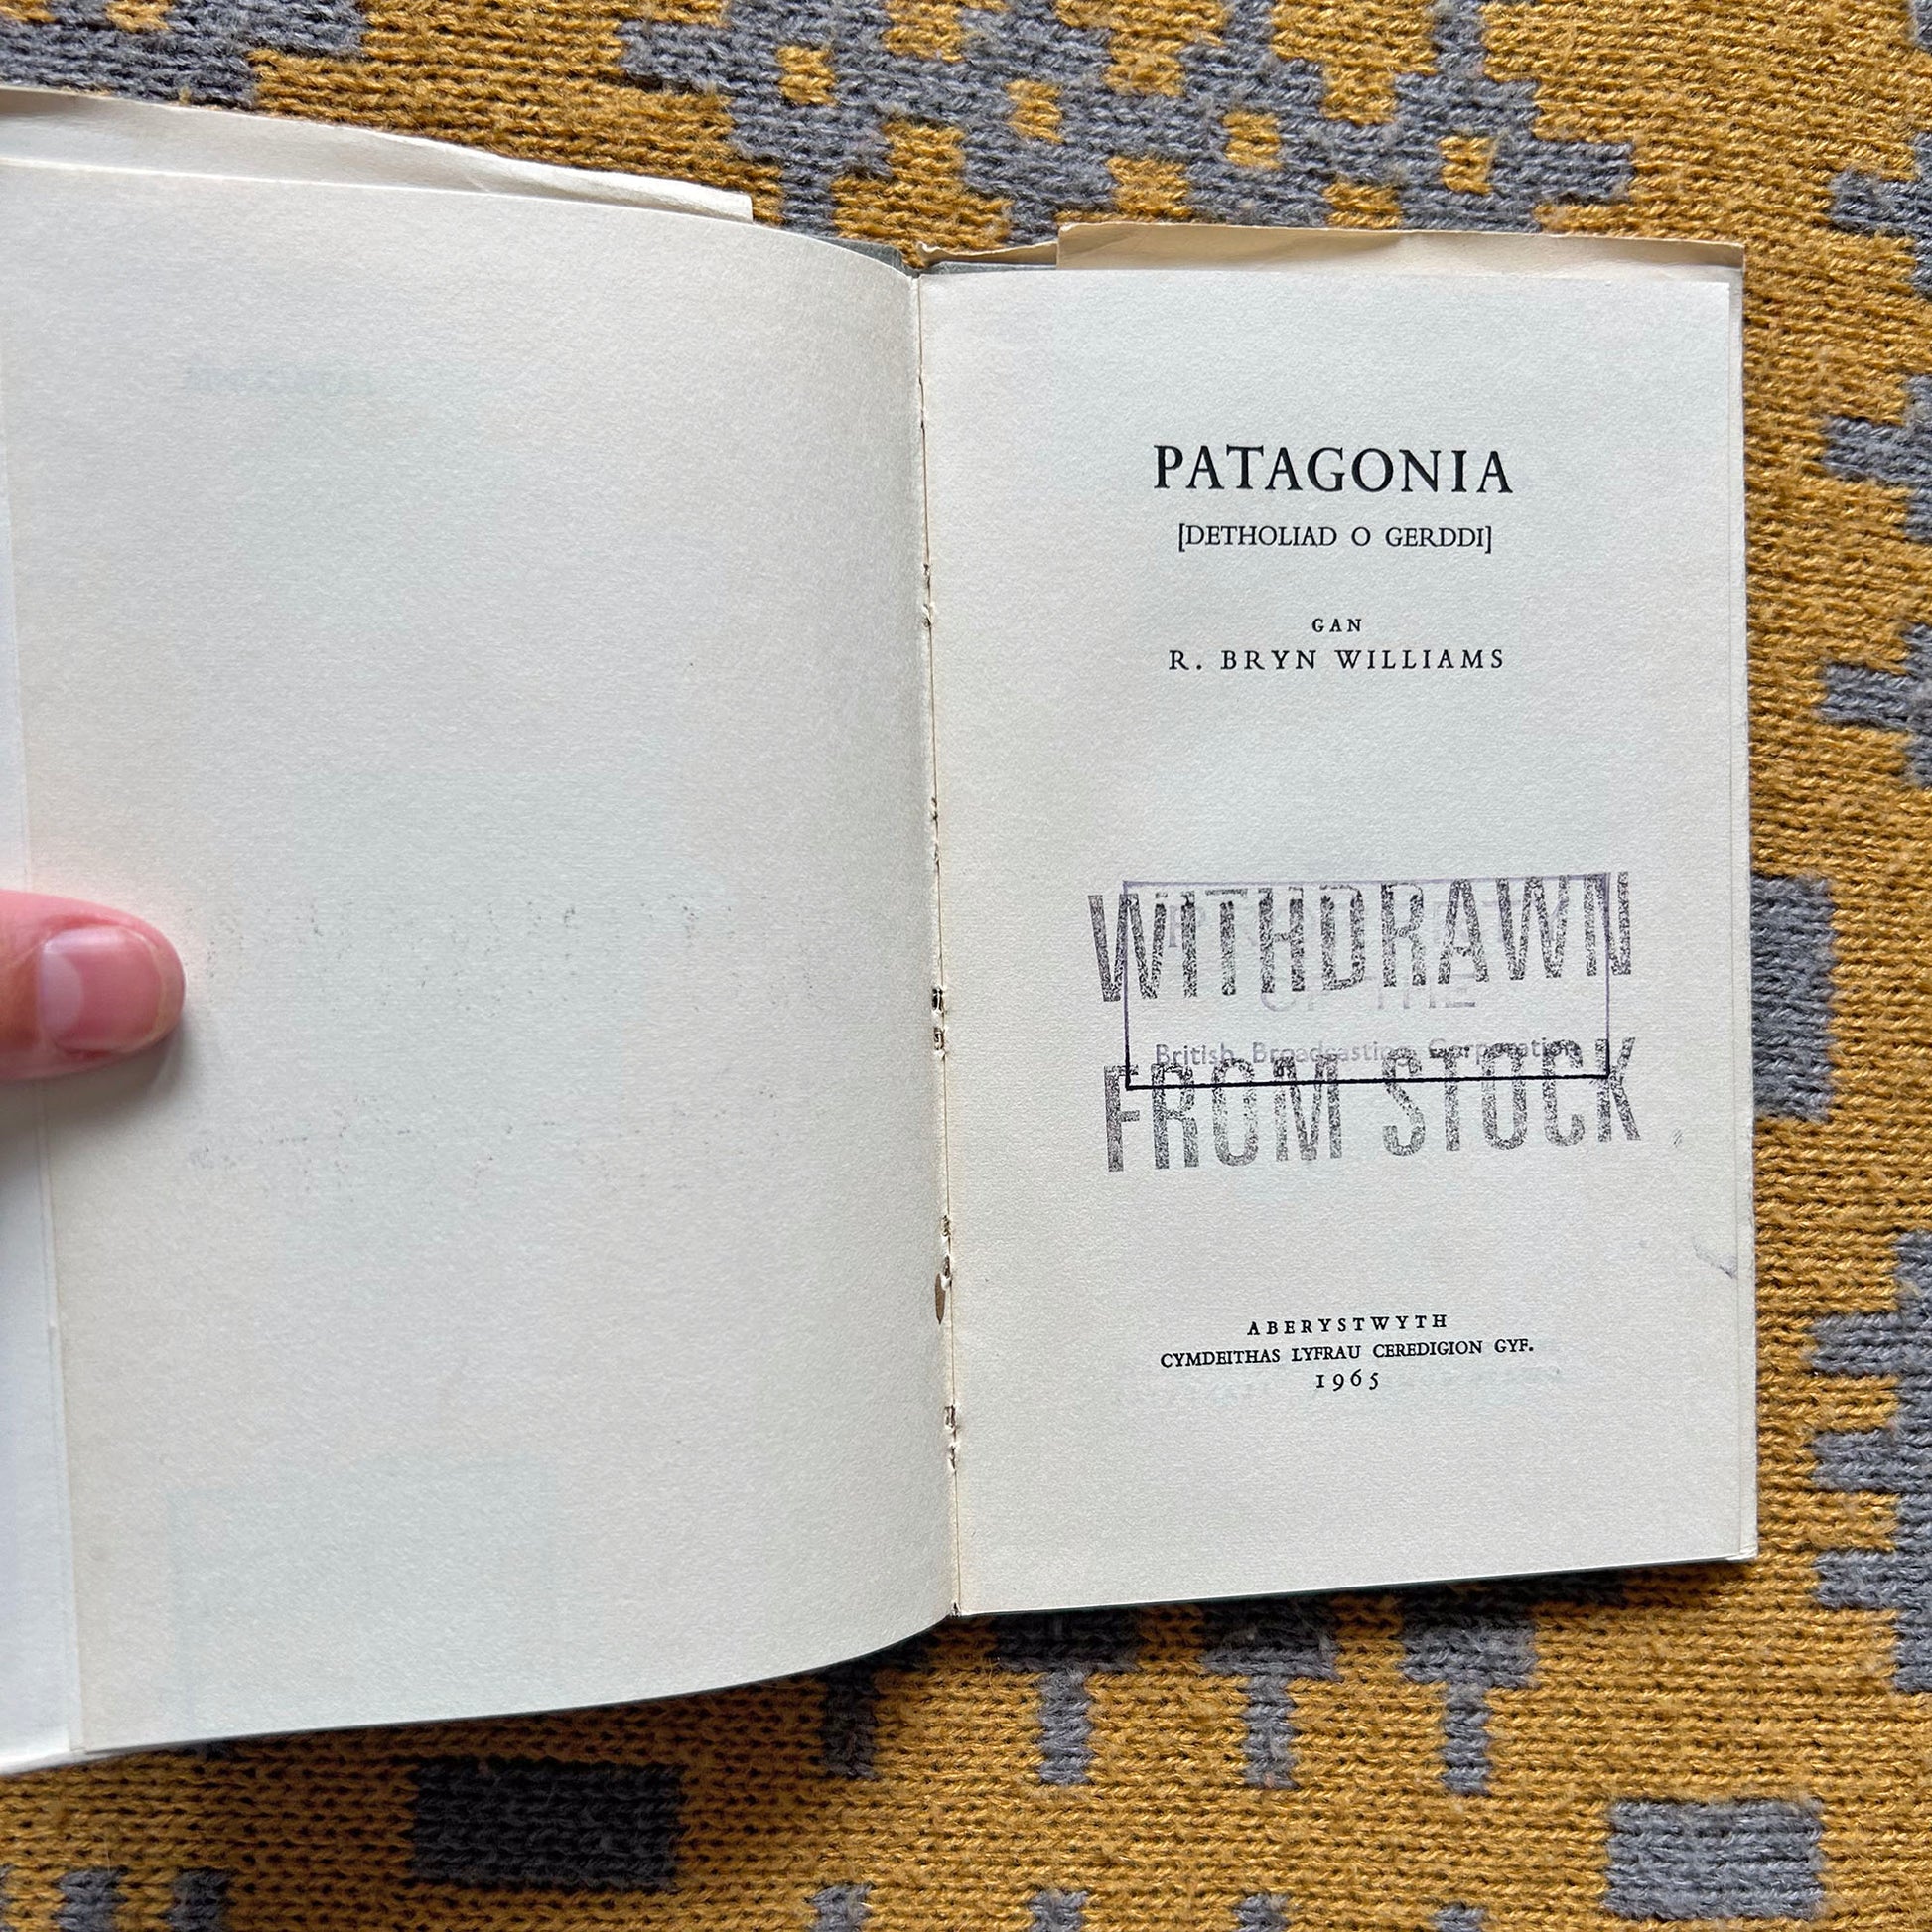 PATAGONIA
[DETHOLIAD O GERDDI]
GAN
R. BRYN WILLIAMS
WITHDRAWN
OF THE
British Broadcasting Corporation
FROM STOCK
ABERYSTWYTH
CYMDEITHAS LYFRAU CEREDIGION GYF.
1965